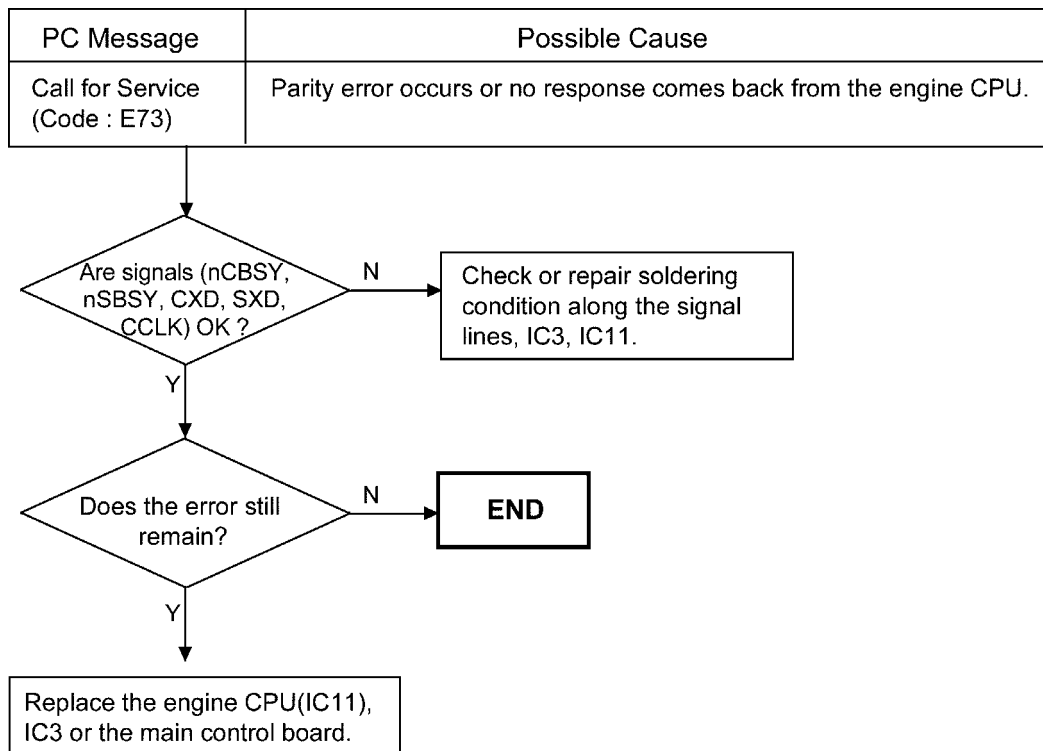 PC Message
Possible Cause
Call for Service
(Code : E73)
Parity error occurs or no response comes back from the engine CPU.
Are signals (nCBSY,
nSBSY, CXD, SXD,
CCLK) OK ?
N
Check or repair soldering
condition along the signal
lines, IC3, IC11.
Y
Does the error still
remain?
N
END
Y
Replace the engine CPU(IC11),
IC3 or the main control board.